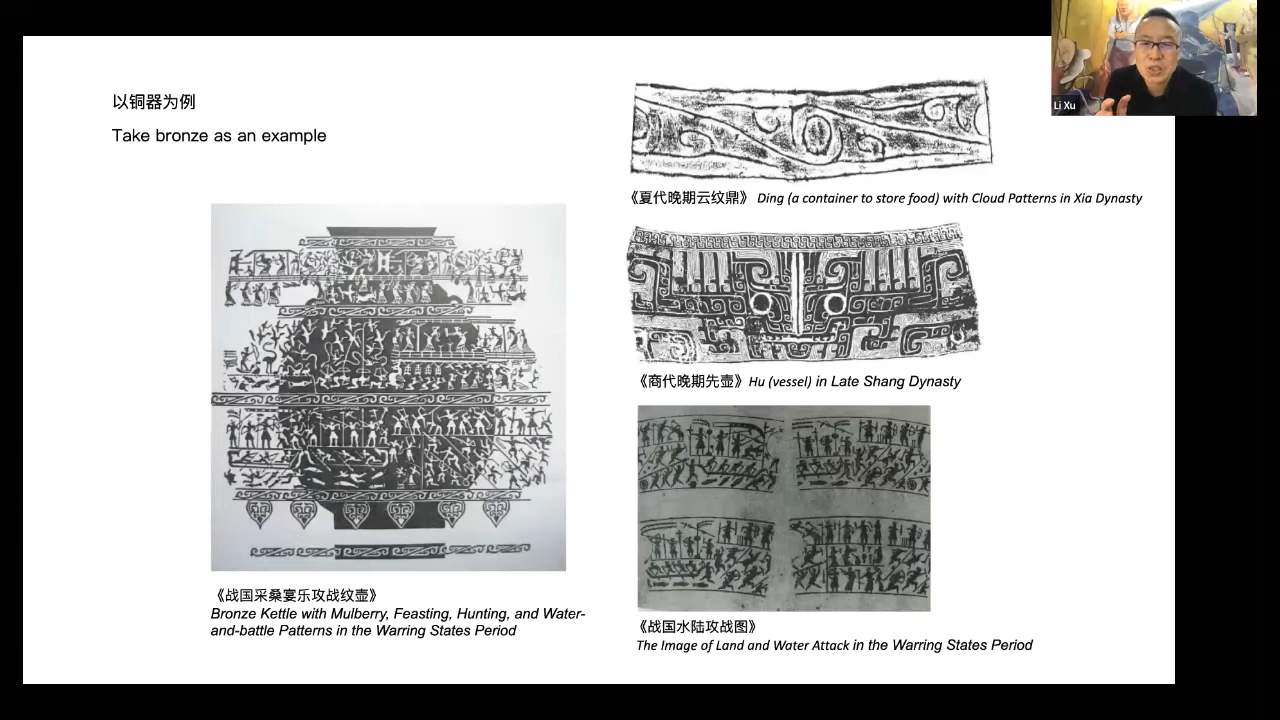 以铜器为例
Take bronze as an example
《战国采桑宴乐攻战纹壶》
Bronze Kettle with Mulberry, Feasting, Hunting, and Water-
and-battle Patterns in the Warring States Period
《夏代晚期云纹鼎》 Ding (a container to store food) with Cloud Patterns in Xia Dynasty
《商代晚期先壶》Hu (vessel) in Late Shang Dynasty
《战国水陆攻战图》
The Image of Land and Water Attack in the Warring States Period
Li Xu